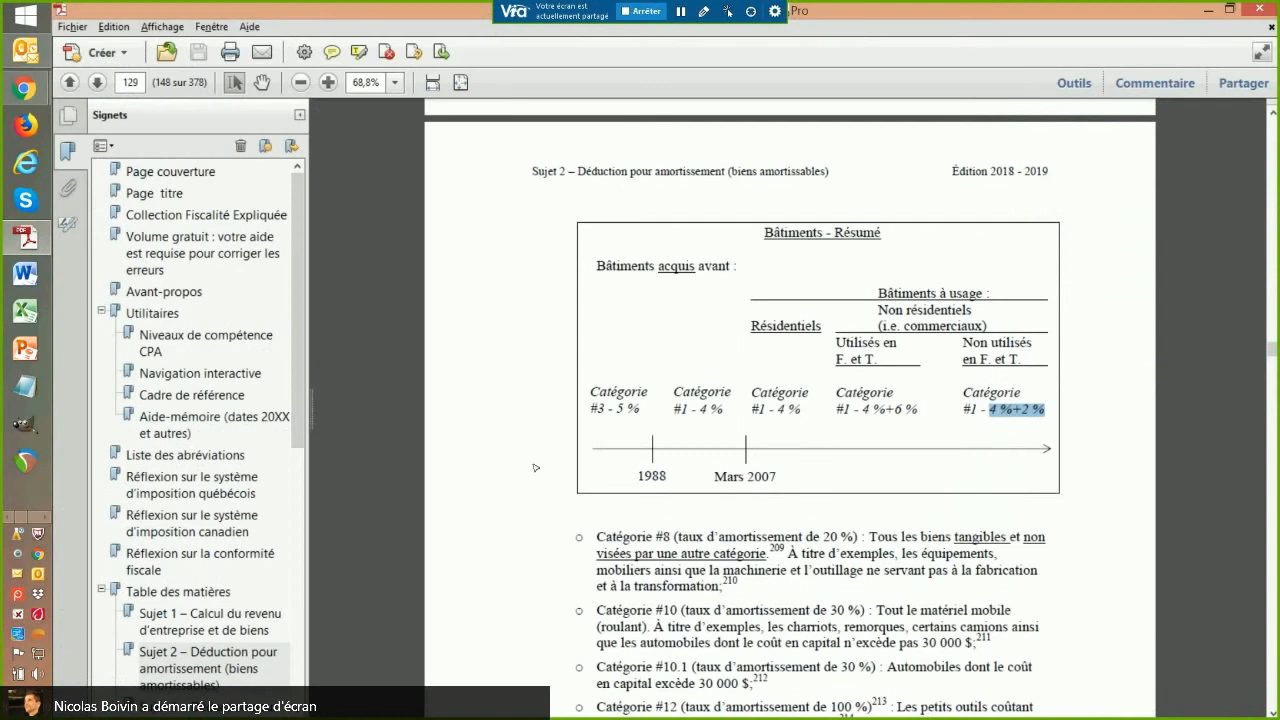 Votre écran est
actuellement partagé
Arrêter
Pro
Fichier Edition Affichage Fenêtre Aide
Créer
129 (148 sur 378) 68,8% Outils Commentaire Partager
Signets
Page couverture
Page titre
Collection Fiscalité Expliquée
Volume gratuit : votre aide
est requise pour corriger les
erreurs
Avant-propos
Utilitaires
Niveaux de compétence
CPA
Navigation interactive
Cadre de référence
Aide-mémoire (dates 20XX
et autres)
Liste des abréviations
Réflexion sur le système
d'imposition québécois
Réflexion sur le système
d'imposition canadien
Réflexion sur la conformité
fiscale
Table des matières
Sujet 1 – Calcul du revenu
d'entreprise et de biens
Sujet 2 – Déduction pour
amortissement (biens
amortissables)
Sujet 2 – Déduction pour amortissement (biens amortissables) Édition 2018 - 2019
Bâtiments - Résumé
Bâtiments acquis avant :
Bâtiments à usage :
Non résidentiels
Résidentiels (i.e. commerciaux)
Utilisés en Non utilisés
F. et T. en F. et T.
Catégorie Catégorie Catégorie Catégorie Catégorie
#3 - 5 % #1 - 4 % #1 - 4 % #1 - 4 %+6 % #1 - 4 %+2 %
1988 Mars 2007
o Catégorie #8 (taux d'amortissement de 20 %) : Tous les biens tangibles et non
visées par une autre catégorie.209 À titre d'exemples, les équipements,
mobiliers ainsi que la machinerie et l'outillage ne servant pas à la fabrication
et à la transformation;210
o Catégorie #10 (taux d'amortissement de 30 %) : Tout le matériel mobile
(roulant). À titre d'exemples, les charriots, remorques, certains camions ainsi
que les automobiles dont le coût en capital n'excède pas 30 000 $;211
o Catégorie #10.1 (taux d'amortissement de 30 %) : Automobiles dont le coût
en capital excède 30 000 $;212
o Catégorie #12 (taux d'amortissement de 100 %)213 : Les petits outils coûtant
Nicolas Boivin a démarré le partage d'écran